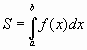 S = ∫_a^b f(x)dx